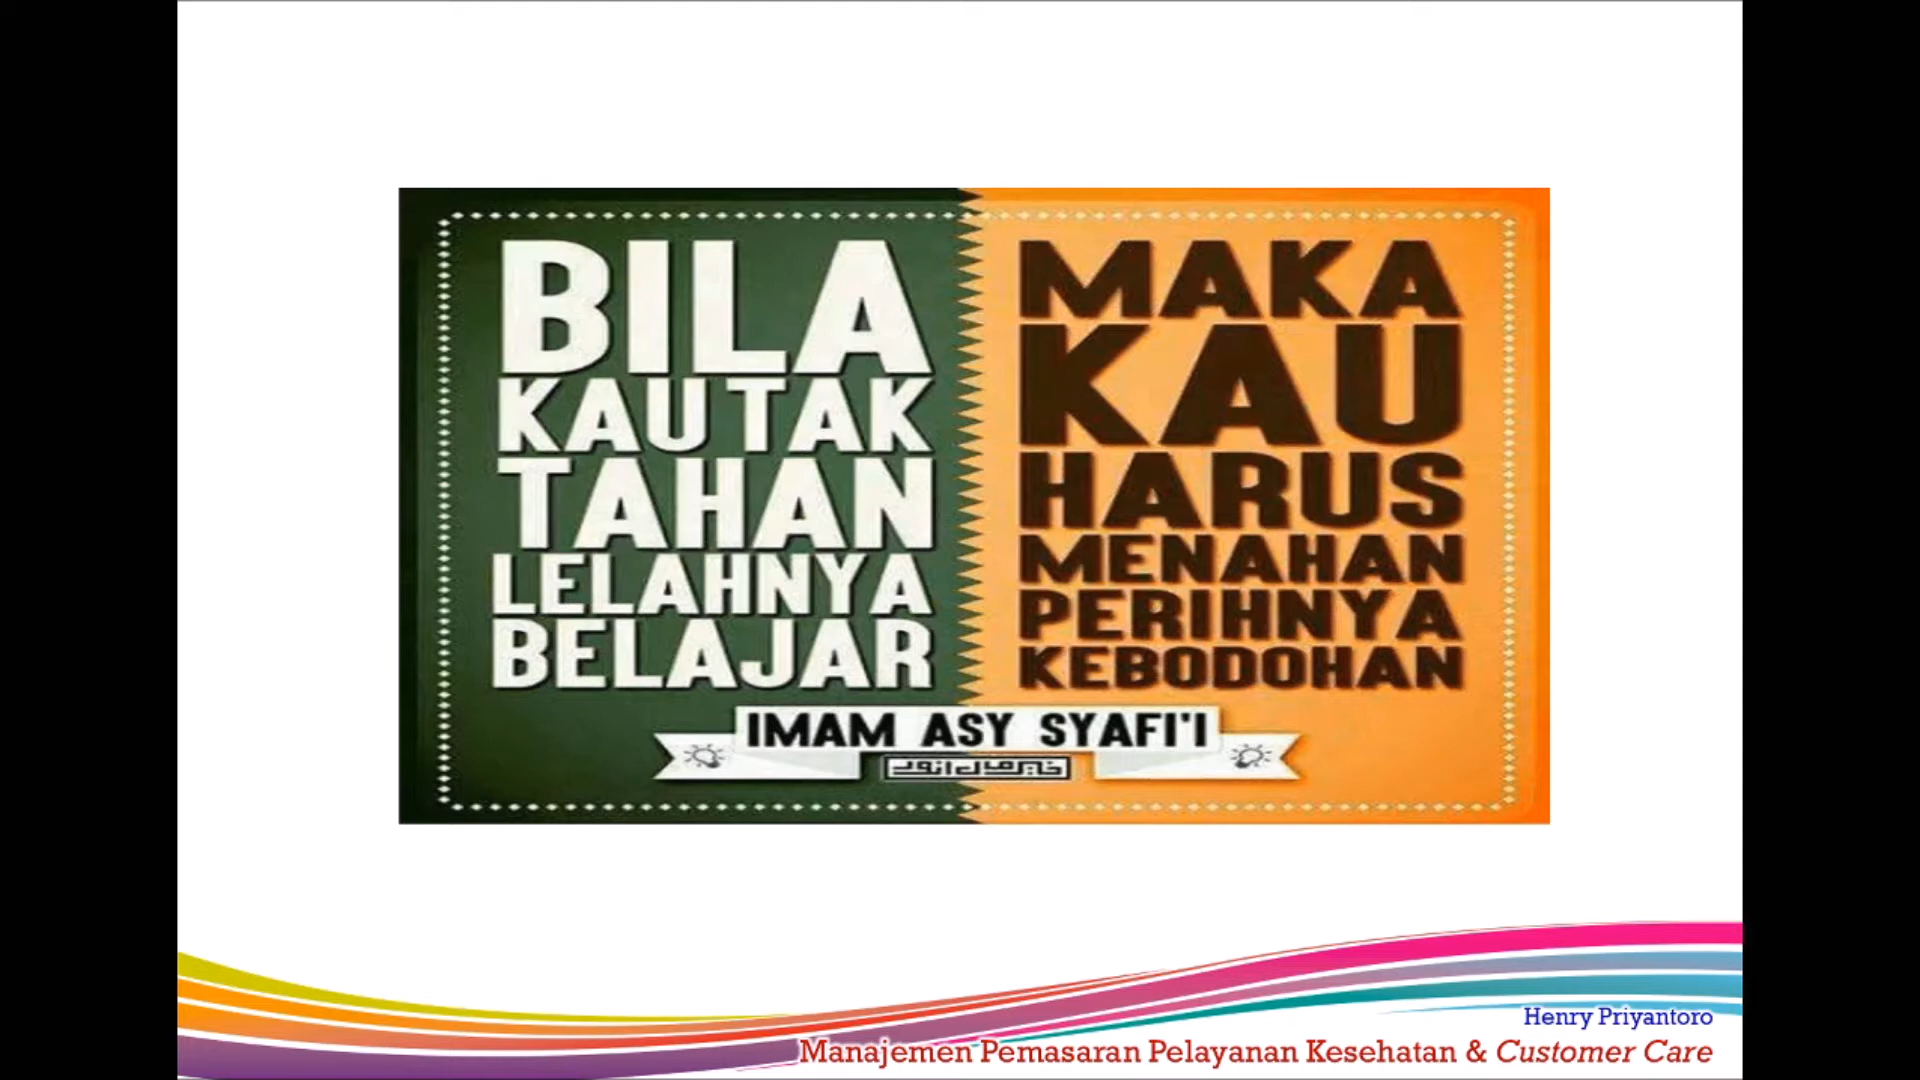 BILA
KAU TAK
TAHAN
LELAHNYA
BELAJAR
MAKA
KAU
HARUS
MENAHAN
PERIHNYA
KEBODOHAN
IMAM ASY SYAFI'I
Henry Priyantoro
Manajemen Pemasaran Pelayanan Kesehatan & Customer Care